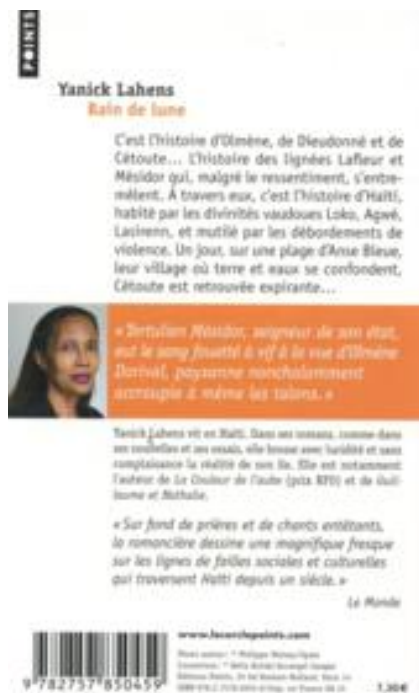 POINTS
Yanick Lahens
Bain de lune
C'est l'histoire d'Olmène, de Dieudonné et de
Cétoute... L'histoire des lignées Lafleur et
Mésidor qui, malgré le ressentiment, s'entre-
mêlent. À travers eux, c'est l'histoire d'Haïti,
habité par les divinités vaudoues Loko, Agwé,
Lasirenn, et mutilé par les débordements de
violence. Un jour, sur une plage d'Anse Bleue,
leur village où terre et eaux se confondent,
Cétoute est retrouvée expirante...
« Tertulien Mésidor, seigneur de son état,
eut le sang fouetté à vif à la vue d'Olmène
Dorival, paysanne nonchalamment
accroupie à même les talons. »
Yanick Lahens vit en Haïti. Dans ses romans, comme dans
ses nouvelles et ses essais, elle brosse avec lucidité et sans
complaisance la réalité de son île. Elle est notamment
l'auteur de La Couleur de l'aube (prix RFO) et de Guil-
laume et Nathalie.
« Sur fond de prières et de chants entêtants,
la romancière dessine une magnifique fresque
sur les lignes de failles sociales et culturelles
qui traversent Haïti depuis un siècle. »
Le Monde
www.lecerclepoints.com
9 782757 850459
7,30€